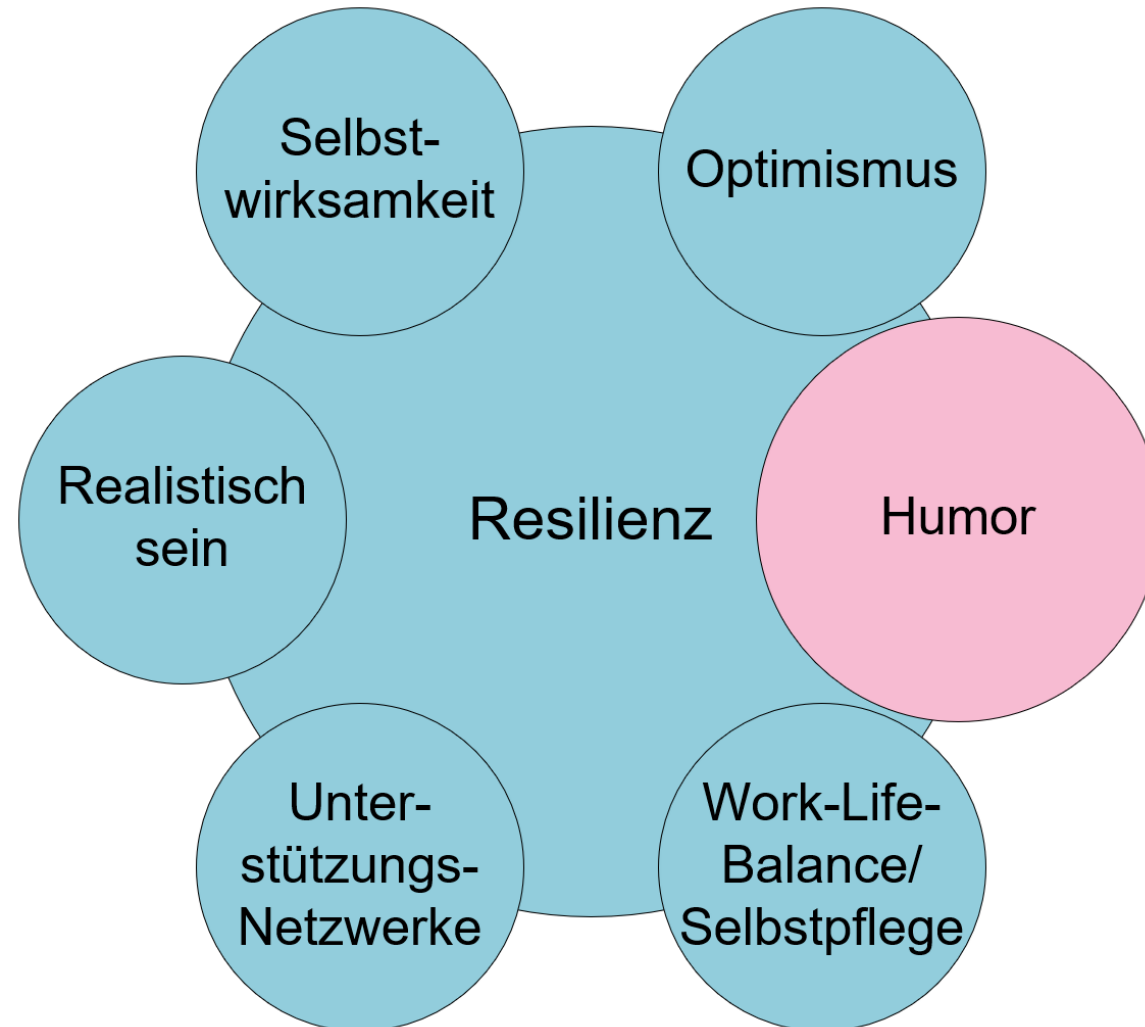 Selbst-
wirksamkeit
Optimismus
Realistisch
sein
Resilienz
Humor
Unter-
stützungs-
Netzwerke
Work-Life-
Balance/
Selbstpflege